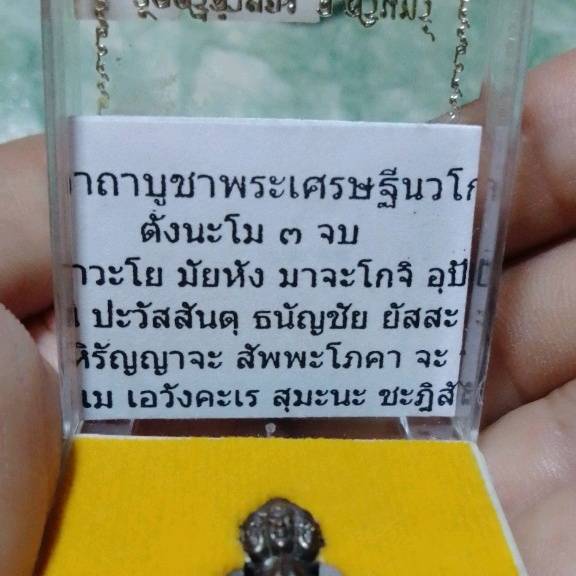 าถาบูชาพระเศรษฐีนวโก
ตั้งนะโม ๓ จบ
าวะโย มัยหัง มาจะโกจิ อุปั
ปะวัสสันดุ ธนัญชัย ยัสสะ
หิรัญญาจะ สัพพะโภคา จะ
เม เอวังคะเร สุมะนะ ชะฎิสั